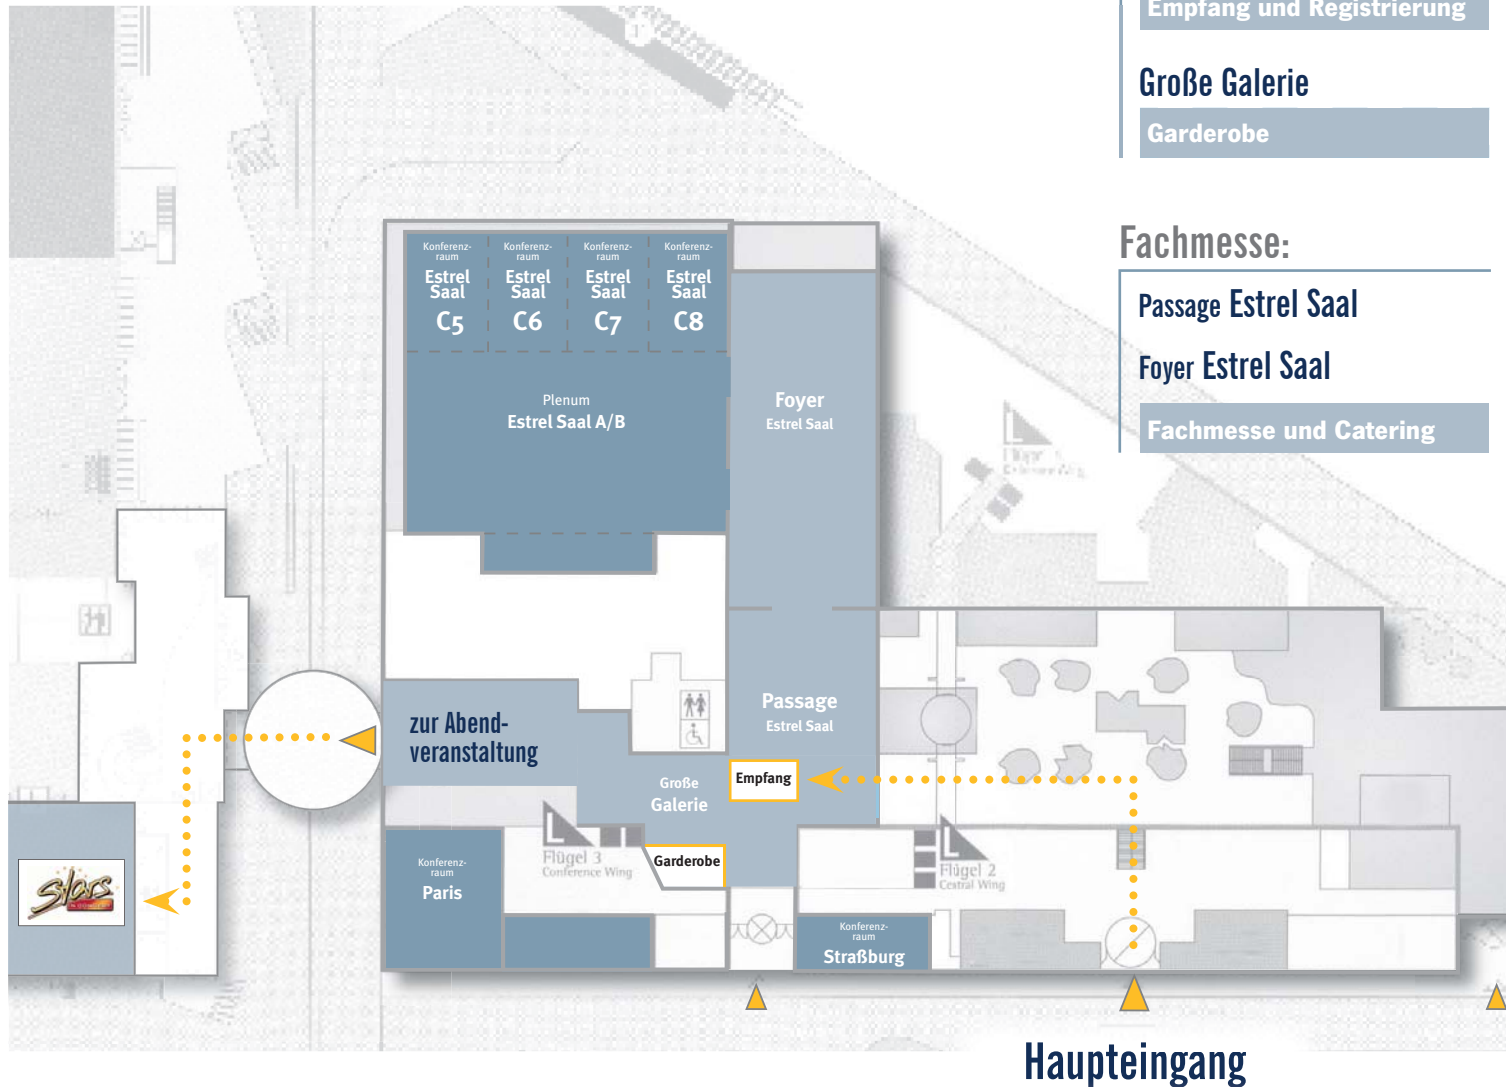 Empfang und Registrierung
Große Galerie
Garderobe
Fachmesse:
Passage Estrel Saal
Foyer Estrel Saal
Fachmesse und Catering
Konferenz-
raum
Estrel
Saal
C5
Konferenz-
raum
Estrel
Saal
C6
Konferenz-
raum
Estrel
Saal
C7
Konferenz-
raum
Estrel
Saal
C8
Plenum
Estrel Saal A/B
Foyer
Estrel Saal
Passage
Estrel Saal
zur Abend-
veranstaltung
Große
Galerie
Empfang
Garderobe
Flügel 3
Conference Wing
Flügel 2
Central Wing
Konferenz-
raum
Paris
Konferenz-
raum
Straßburg
Stars
IN CONCERT
Haupteingang